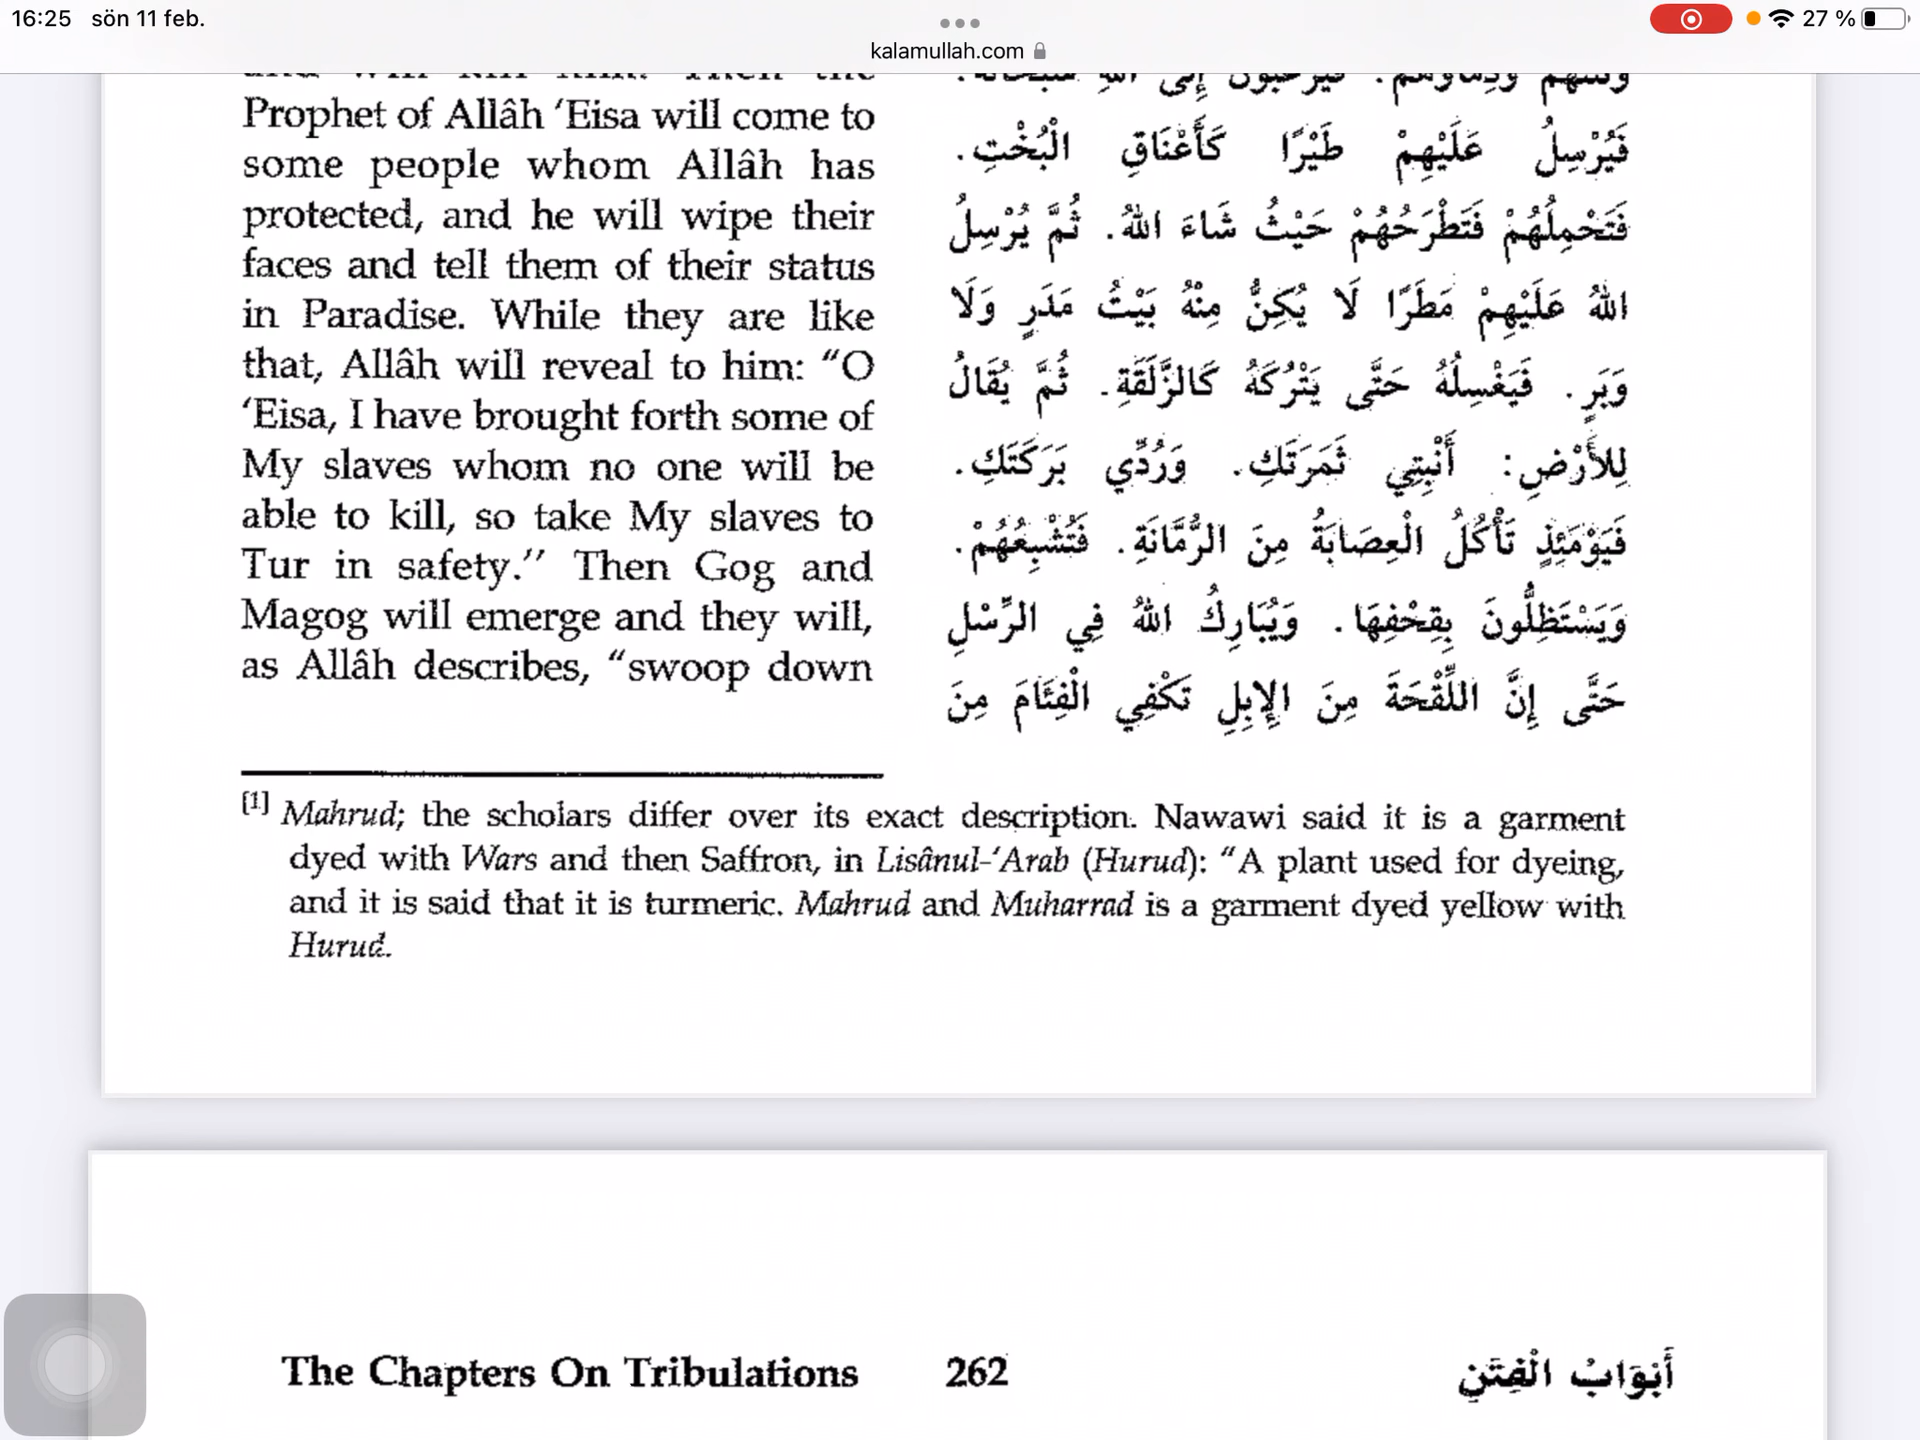 16:25 sön 11 feb.
27 %
kalamullah.com
Prophet of Allâh ‘Eisa will come to
some people whom Allâh has
protected, and he will wipe their
faces and tell them of their status
in Paradise. While they are like
that, Allâh will reveal to him: “O
‘Eisa, I have brought forth some of
My slaves whom no one will be
able to kill, so take My slaves to
Tur in safety.’’ Then Gog and
Magog will emerge and they will,
as Allâh describes, “swoop down
فَيُرْسِلُ عَلَيْهِمْ طَيْرًا كَأَعْنَاقِ الْبُخْتِ.
فَتَحْمِلُهُمْ فَتَطْرَحُهُمْ حَيْثُ شَاءَ اللهُ. ثُمَّ يُرْسِلُ
اللهُ عَلَيْهِمْ مَطَرًا لَا يُكِنُّ مِنْهُ بَيْتُ مَدَرٍ وَلَا
وَبَرٍ. فَيَغْسِلُهُ حَتَّى يَتْرُكَهُ كَالزَّلَقَةِ. ثُمَّ يُقَالُ
لِلأَرْضِ: أَنْبِتِي ثَمَرَتَكِ. وَرُدِّي بَرَكَتَكِ.
فَيَوْمَئِذٍ تَأْكُلُ الْعِصَابَةُ مِنَ الرُّمَّانَةِ. فَتُشْبِعُهُمْ.
وَيَسْتَظِلُّونَ بِقِحْفِهَا. وَيُبَارِكُ اللهُ فِي الرِّسْلِ
حَتَّى إِنَّ اللِّقْحَةَ مِنَ الإِبِلِ تَكْفِي الْفِئَامَ مِنَ
[1] Mahrud; the scholars differ over its exact description. Nawawi said it is a garment
dyed with Wars and then Saffron, in Lisânul-‘Arab (Hurud): “A plant used for dyeing,
and it is said that it is turmeric. Mahrud and Muharrad is a garment dyed yellow with
Hurud.
The Chapters On Tribulations 262 أَبْوَابُ الْفِتَنِ